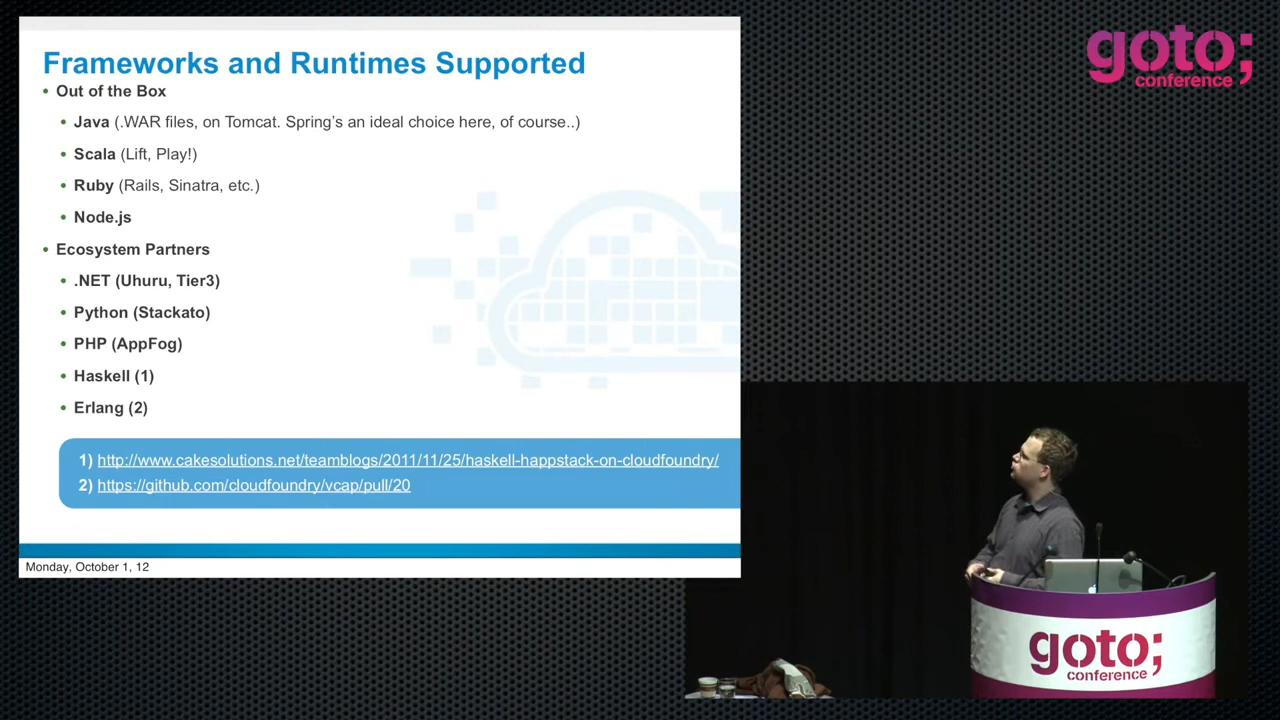 Frameworks and Runtimes Supported
• Out of the Box
• Java (.WAR files, on Tomcat. Spring's an ideal choice here, of course..)
• Scala (Lift, Play!)
• Ruby (Rails, Sinatra, etc.)
• Node.js
• Ecosystem Partners
• .NET (Uhuru, Tier3)
• Python (Stackato)
• PHP (AppFog)
• Haskell (1)
• Erlang (2)
1) http://www.cakesolutions.net/teamblogs/2011/11/25/haskell-happstack-on-cloudfoundry/
2) https://github.com/cloudfoundry/vcap/pull/20
Monday, October 1, 12
goto;
conference
goto;
conference